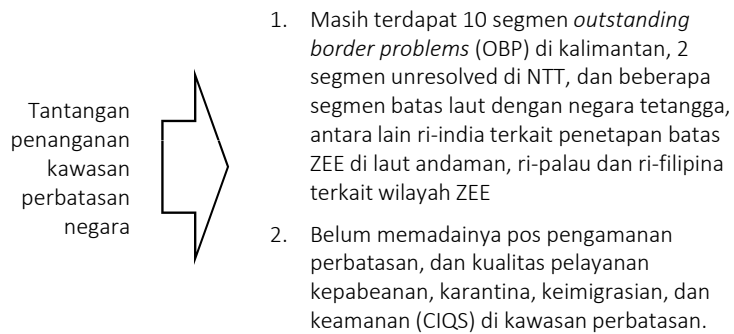 Tantangan
penanganan
kawasan
perbatasan
negara
1. Masih terdapat 10 segmen outstanding
border problems (OBP) di kalimantan, 2
segmen unresolved di NTT, dan beberapa
segmen batas laut dengan negara tetangga,
antara lain ri-india terkait penetapan batas
ZEE di laut andaman, ri-palau dan ri-filipina
terkait wilayah ZEE
2. Belum memadainya pos pengamanan
perbatasan, dan kualitas pelayanan
kepabeanan, karantina, keimigrasian, dan
keamanan (CIQS) di kawasan perbatasan.